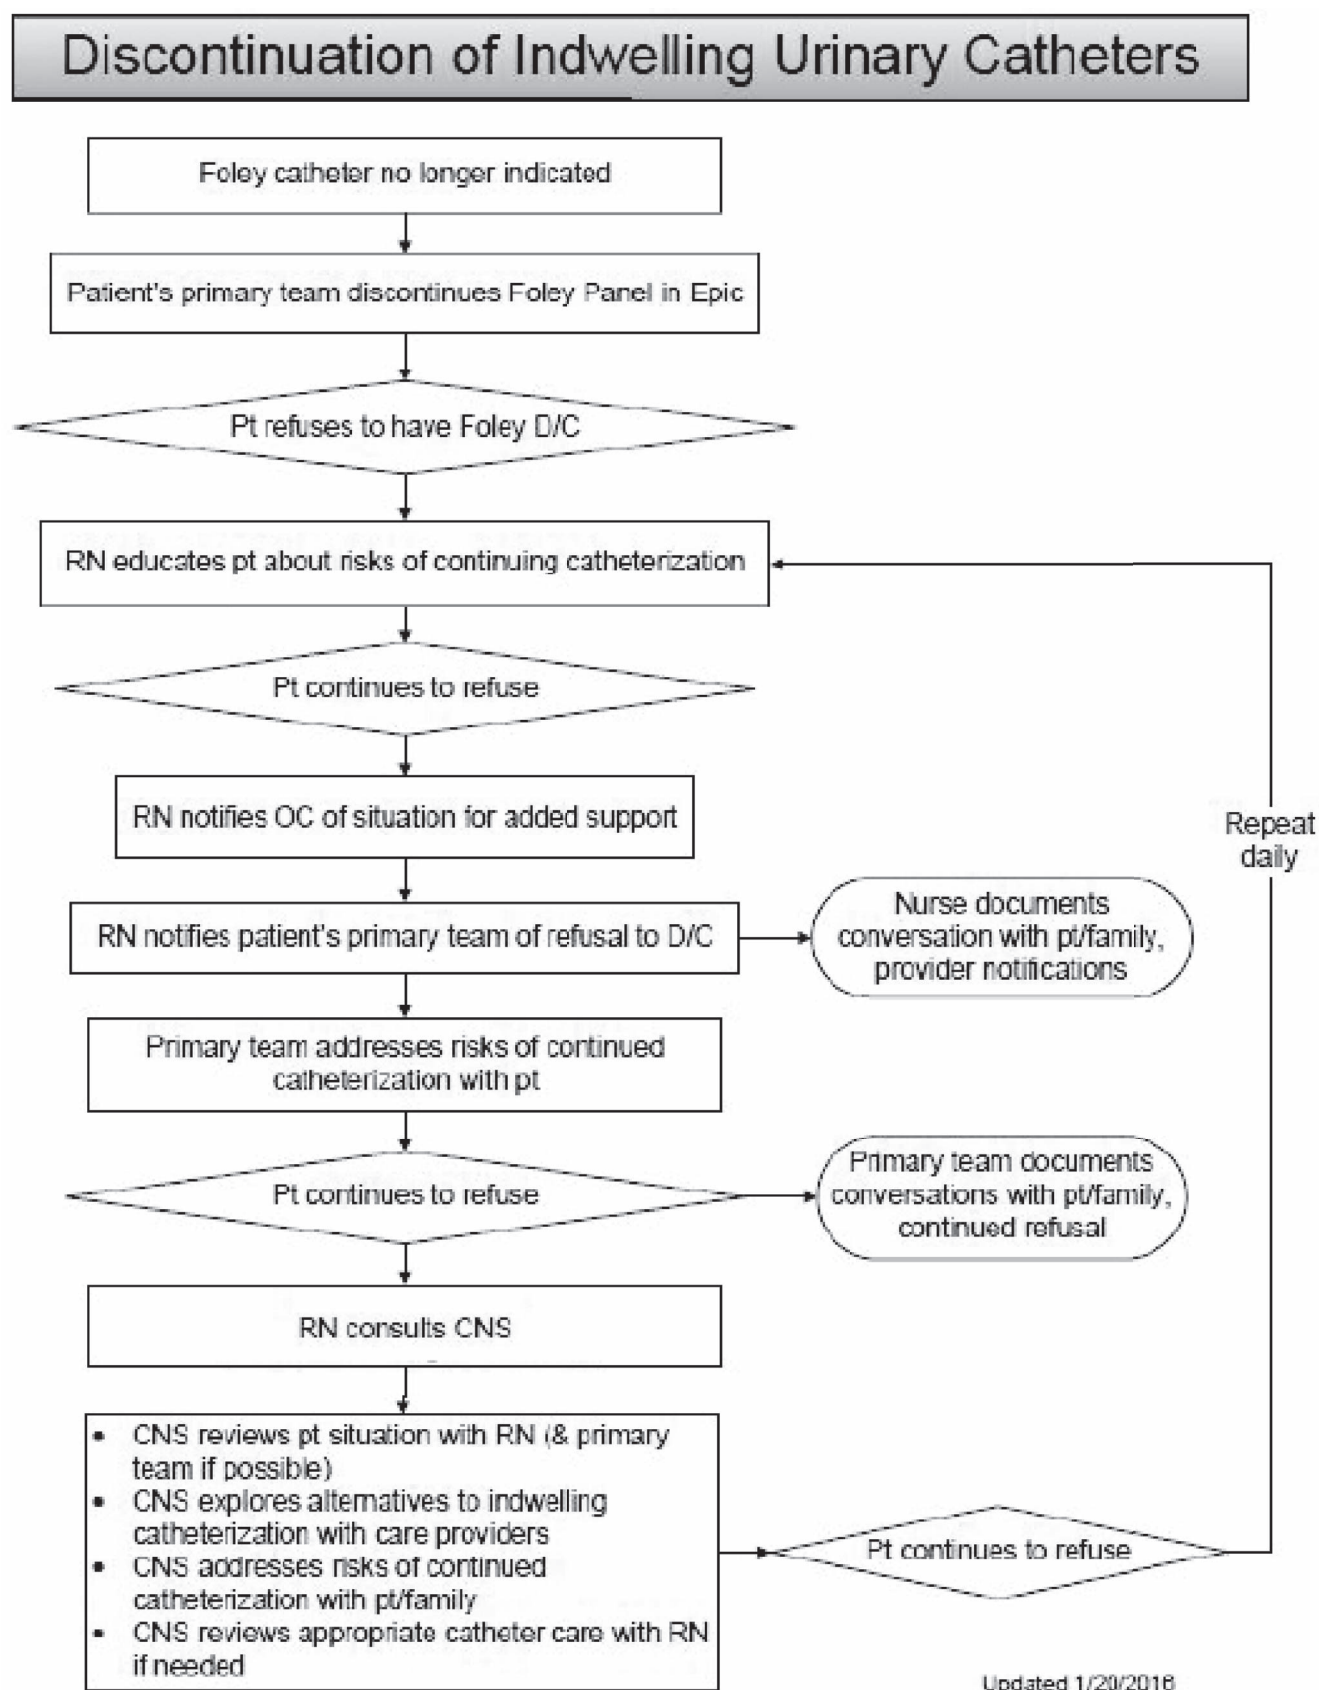 Discontinuation of Indwelling Urinary Catheters
Foley catheter no longer indicated
Patient's primary team discontinues Foley Panel in Epic
Pt refuses to have Foley D/C
RN educates pt about risks of continuing catheterization
Pt continues to refuse
RN notifies OC of situation for added support
Repeat
daily
RN notifies patient's primary team of refusal to D/C
Nurse documents
conversation with pt/family,
provider notifications
Primary team addresses risks of continued
catheterization with pt
Pt continues to refuse
Primary team documents
conversations with pt/family,
continued refusal
RN consults CNS
• CNS reviews pt situation with RN (& primary
team if possible)
• CNS explores alternatives to indwelling
catheterization with care providers
• CNS addresses risks of continued
catheterization with pt/family
• CNS reviews appropriate catheter care with RN
if needed
Pt continues to refuse
Updated 1/20/2016